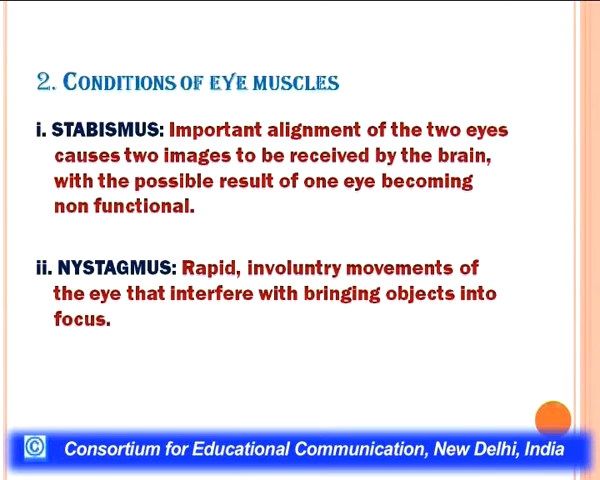 2. CONDITIONS OF EYE MUSCLES
i. STABISMUS: Important alignment of the two eyes
causes two images to be received by the brain,
with the possible result of one eye becoming
non functional.
ii. NYSTAGMUS: Rapid, involuntry movements of
the eye that interfere with bringing objects into
focus.
© Consortium for Educational Communication, New Delhi, India